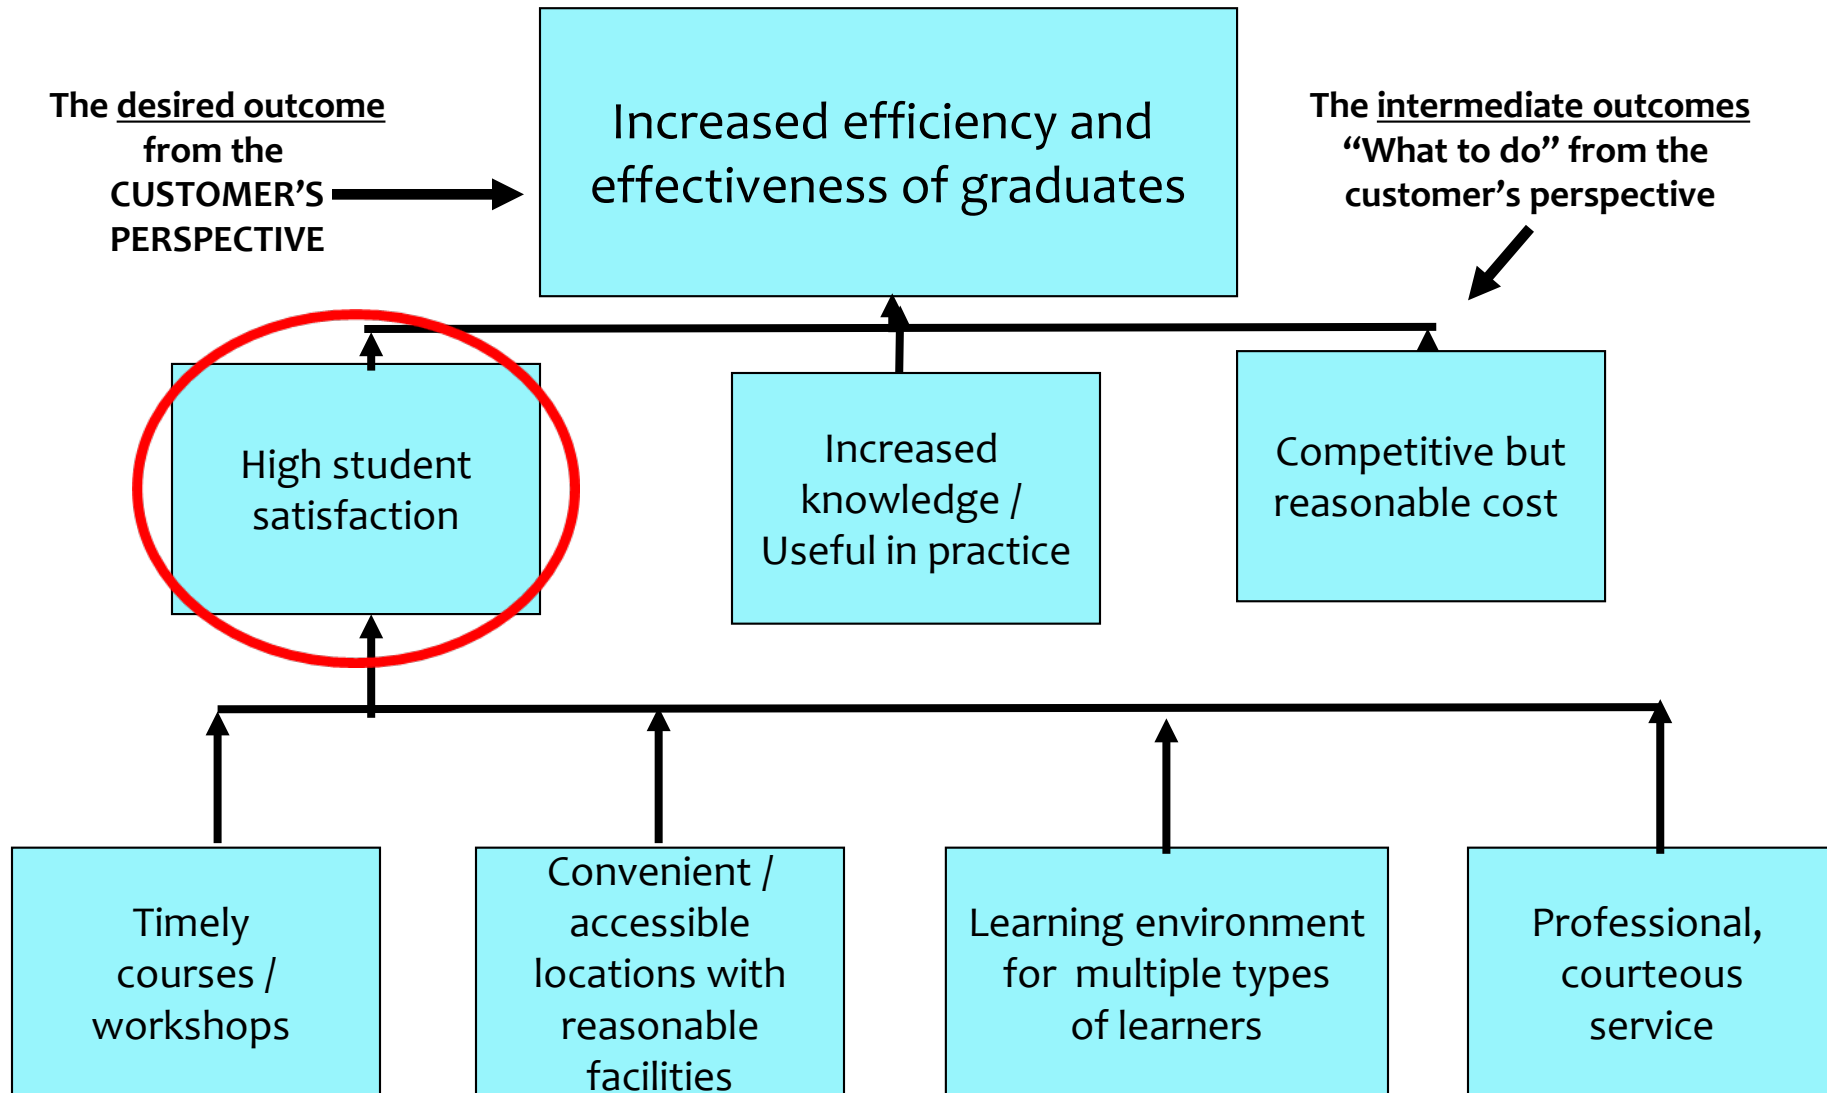 The desired outcome
from the
CUSTOMER’S
PERSPECTIVE
Increased efficiency and
effectiveness of graduates
The intermediate outcomes
“What to do” from the
customer’s perspective
High student
satisfaction
Increased
knowledge /
Useful in practice
Competitive but
reasonable cost
Timely
courses /
workshops
Convenient /
accessible
locations with
reasonable
facilities
Learning environment
for multiple types
of learners
Professional,
courteous
service